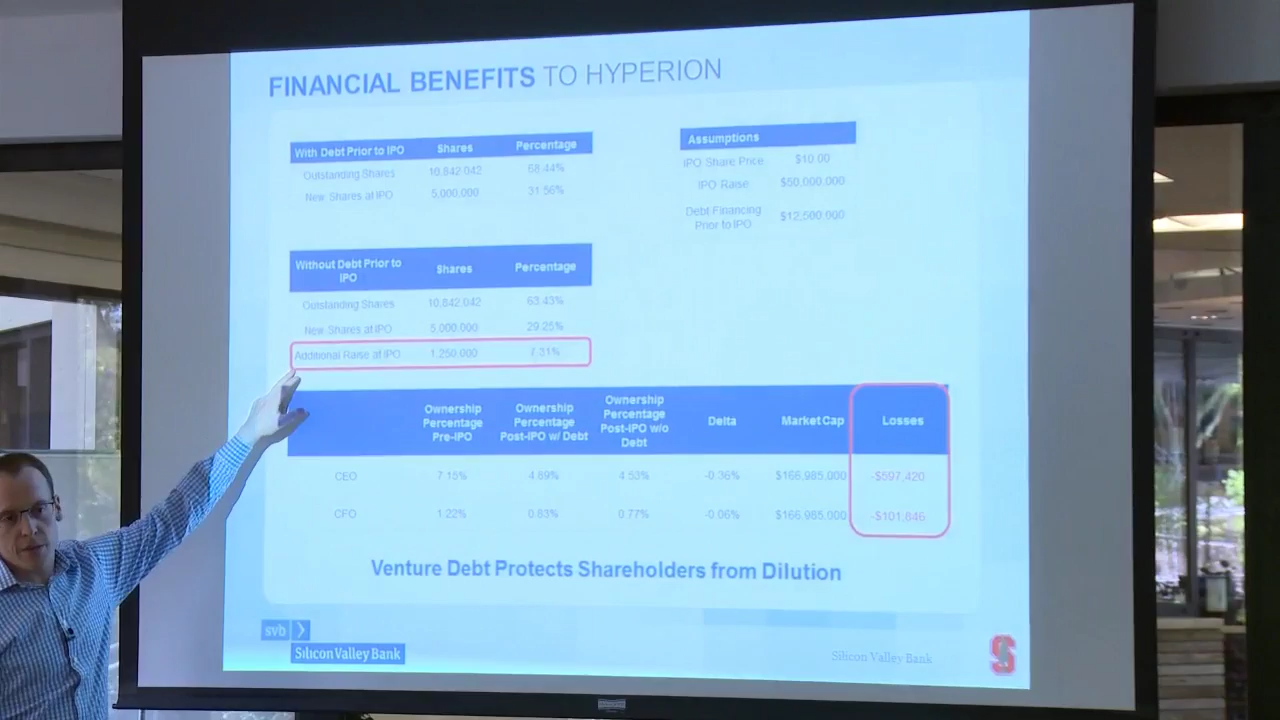 FINANCIAL BENEFITS TO HYPERION
With Debt Prior to IPO Shares Percentage
Outstanding Shares 10,842,042 68.44%
New Shares at IPO 5,000,000 31.56%
Assumptions
IPO Share Price $10.00
IPO Raise $50,000,000
Debt Financing
Prior to IPO $12,500,000
Without Debt Prior to
IPO Shares Percentage
Outstanding Shares 10,842,042 63.43%
New Shares at IPO 5,000,000 29.25%
Additional Raise at IPO 1,250,000 7.31%
Ownership
Percentage
Pre-IPO
Ownership
Percentage
Post-IPO w/ Debt
Ownership
Percentage
Post-IPO w/o
Debt
Delta
Market Cap
Losses
CEO 7.15% 4.89% 4.53% -0.36% $166,985,000 -$597,420
CFO 1.22% 0.83% 0.77% -0.06% $166,985,000 -$101,846
Venture Debt Protects Shareholders from Dilution
svb
Silicon Valley Bank
Silicon Valley Bank
S